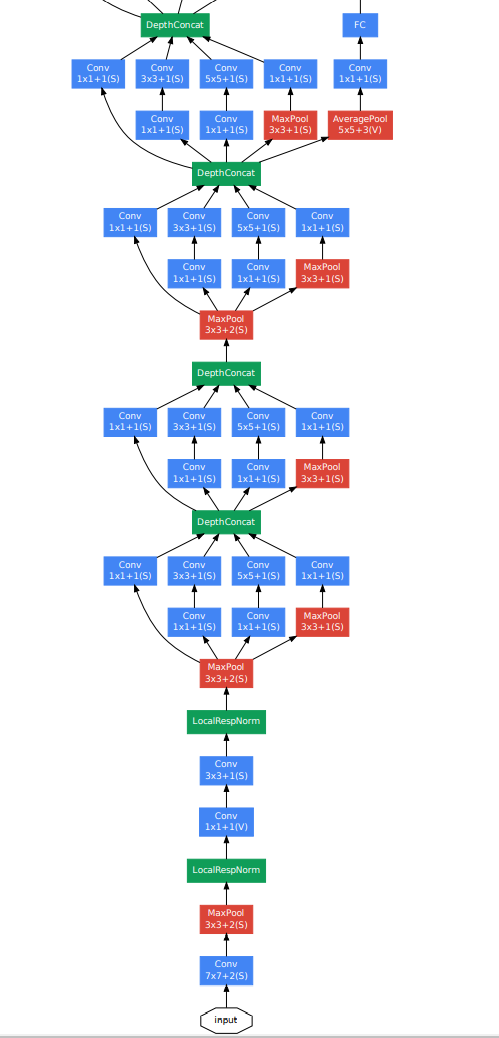 DepthConcat
FC
Conv
1x1+1(S)
Conv
3x3+1(S)
Conv
5x5+1(S)
Conv
1x1+1(S)
Conv
1x1+1(S)
Conv
1x1+1(S)
Conv
1x1+1(S)
MaxPool
3x3+1(S)
AveragePool
5x5+3(V)
DepthConcat
Conv
1x1+1(S)
Conv
3x3+1(S)
Conv
5x5+1(S)
Conv
1x1+1(S)
Conv
1x1+1(S)
Conv
1x1+1(S)
MaxPool
3x3+1(S)
MaxPool
3x3+2(S)
DepthConcat
Conv
1x1+1(S)
Conv
3x3+1(S)
Conv
5x5+1(S)
Conv
1x1+1(S)
Conv
1x1+1(S)
Conv
1x1+1(S)
MaxPool
3x3+1(S)
DepthConcat
Conv
1x1+1(S)
Conv
3x3+1(S)
Conv
5x5+1(S)
Conv
1x1+1(S)
Conv
1x1+1(S)
Conv
1x1+1(S)
MaxPool
3x3+1(S)
MaxPool
3x3+2(S)
LocalRespNorm
Conv
3x3+1(S)
Conv
1x1+1(V)
LocalRespNorm
MaxPool
3x3+2(S)
Conv
7x7+2(S)
input